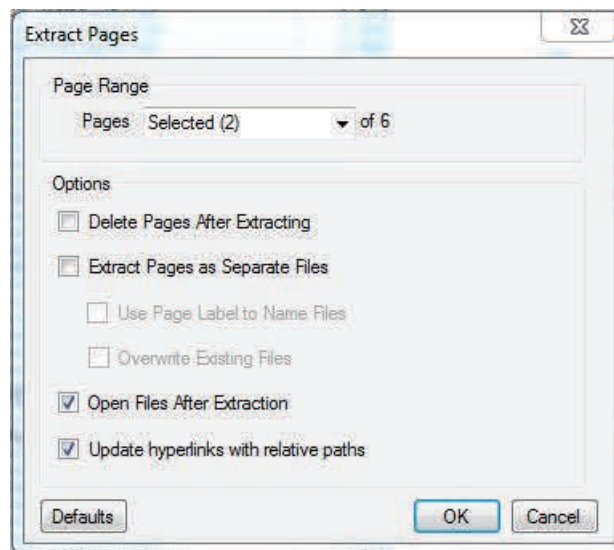 Extract Pages
Page Range
Pages Selected (2) of 6
Options
Delete Pages After Extracting
Extract Pages as Separate Files
Use Page Label to Name Files
Overwrite Existing Files
Open Files After Extraction
Update hyperlinks with relative paths
Defaults OK Cancel